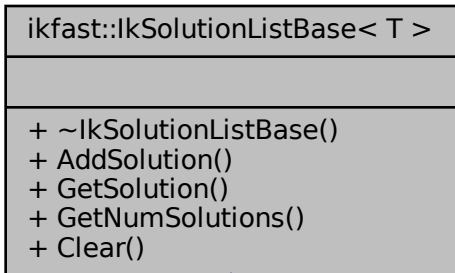 ikfast::IkSolutionListBase< T >
+ ~IkSolutionListBase()
+ AddSolution()
+ GetSolution()
+ GetNumSolutions()
+ Clear()